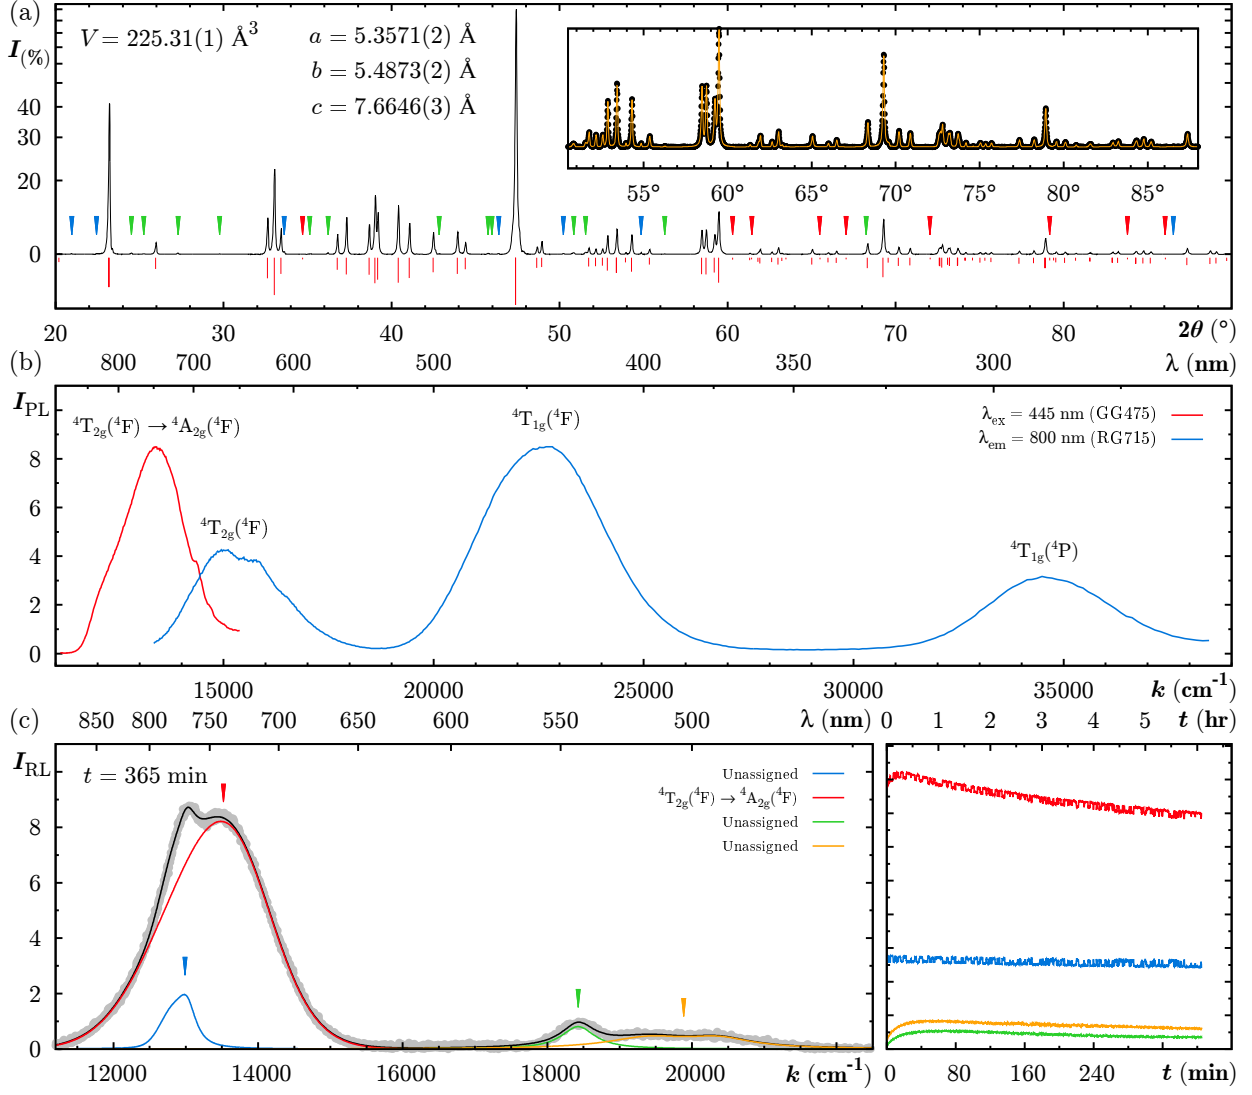 (a)
I(%)
V = 225.31(1) Å³
a = 5.3571(2) Å
b = 5.4873(2) Å
c = 7.6646(3) Å
40
30
20
0
55° 60° 65° 70° 75° 80° 85°
20 30 40 50 60 70 80 2θ (°)
(b)
800 700 600 500 400 350 300 λ (nm)
I_PL
⁴T₂g(⁴F) → ⁴A₂g(⁴F)
⁴T₂g(⁴F)
⁴T₁g(⁴F)
⁴T₁g(⁴P)
λex = 445 nm (GG475)
λem = 800 nm (RG715)
8
6
4
2
0
15000 20000 25000 30000 35000 k (cm⁻¹)
(c)
850 800 750 700 650 600 550 500 λ (nm)
0 1 2 3 4 5 t (hr)
I_RL
t = 365 min
Unassigned
⁴T₂g(⁴F) → ⁴A₂g(⁴F)
Unassigned
Unassigned
8
6
4
2
0
12000 14000 16000 18000 20000 k (cm⁻¹)
0 80 160 240 t (min)